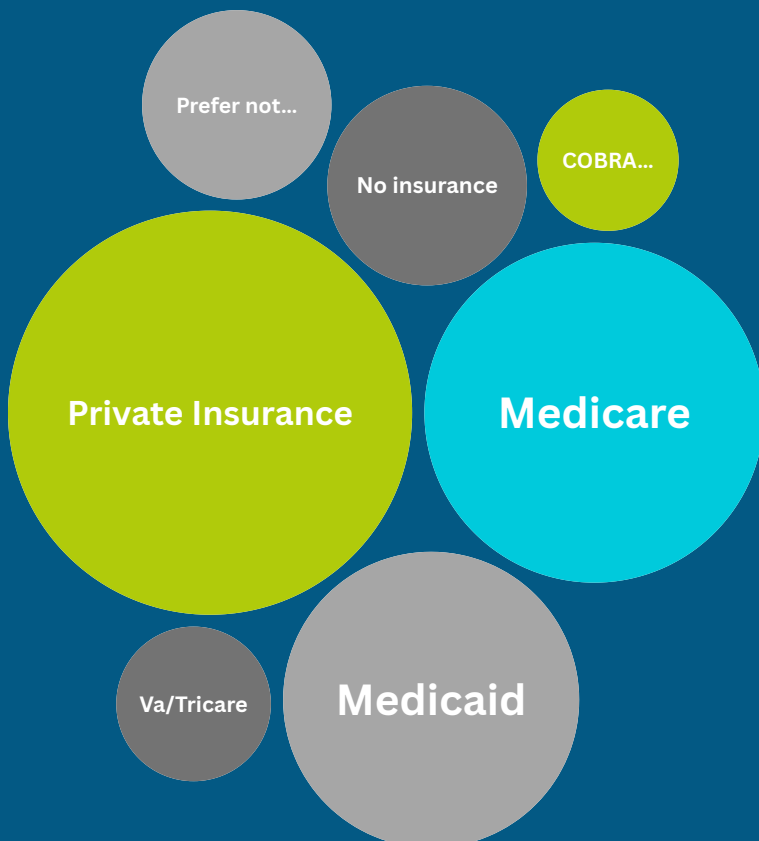 Prefer not...
No insurance
COBRA...
Private Insurance
Medicare
Va/Tricare
Medicaid